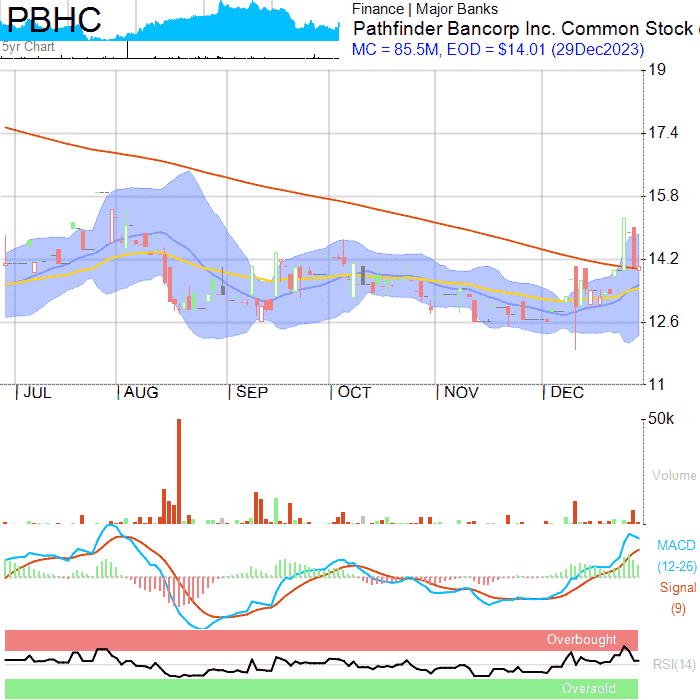 PBHC
5yr Chart
Finance | Major Banks
Pathfinder Bancorp Inc. Common Stock (
MC = 85.5M, EOD = $14.01 (29Dec2023)
19
17.4
15.8
14.2
12.6
11
JUL AUG SEP OCT NOV DEC
50k
Volume
MACD
(12-26)
Signal
(9)
Overbought
RSI(14)
Oversold